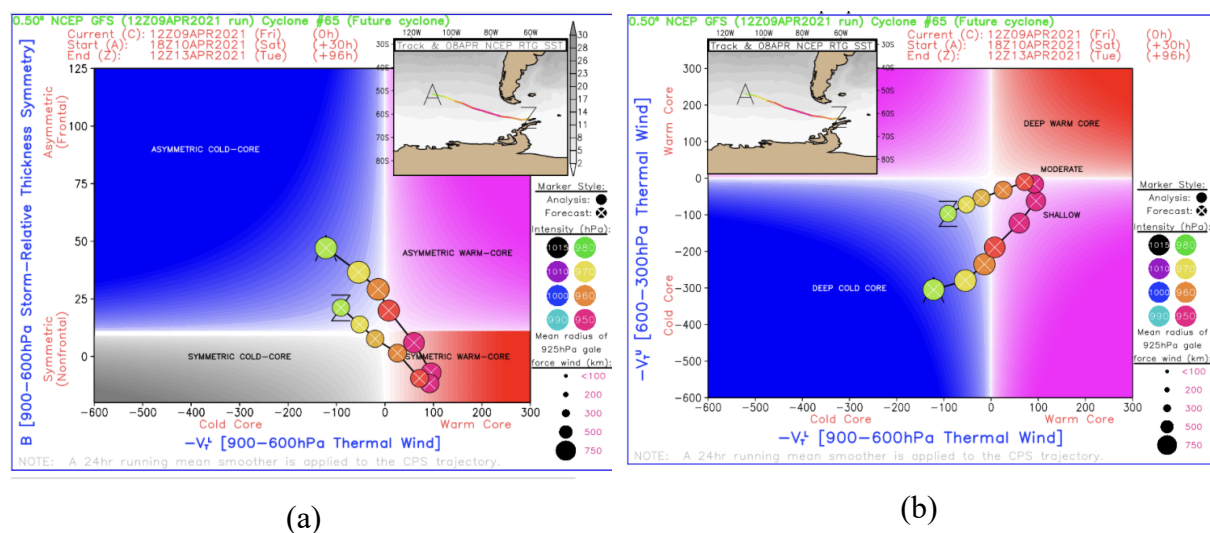 0.50° NCEP GFS (12Z09APR2021 run) Cyclone #65 (Future cyclone)
Current (C): 12Z09APR2021 (Fri) (0h)
Start (A): 18Z10APR2021 (Sat) (+30h)
End (Z): 12Z13APR2021 (Tue) (+96h)
120W 100W 80W 60W
Track & 08APR NCEP RTG SST
30S
40S
50S
60S
70S
80S
A
Z
30
28
26
24
22
20
17
14
11
8
5
2
B [900-600hPa Storm-Relative Thickness Symmetry]
Asymmetric
(Frontal)
Symmetric
(Nonfrontal)
125
100
75
50
25
0
ASYMMETRIC COLD-CORE
ASYMMETRIC WARM-CORE
SYMMETRIC COLD-CORE
SYMMETRIC WARM-CORE
A
Z
Marker Style:
Analysis:
Forecast:
Intensity (hPa):
1015 980
1010 970
1000 960
990 950
Mean radius of
925hPa gale
force wind (km):
<100
200
300
500
750
-600 -500 -400 -300 -200 -100 0 100 200 300
Cold Core Warm Core
-V_T^L [900-600hPa Thermal Wind]
NOTE: A 24hr running mean smoother is applied to the CPS trajectory.
(a)
0.50° NCEP GFS (12Z09APR2021 run) Cyclone #65 (Future cyclone)
Current (C): 12Z09APR2021 (Fri) (0h)
Start (A): 18Z10APR2021 (Sat) (+30h)
End (Z): 12Z13APR2021 (Tue) (+96h)
120W 100W 80W 60W
Track & 08APR NCEP RTG SST
30S
40S
50S
60S
70S
80S
A
Z
-V_T^U [600-300hPa Thermal Wind]
Warm Core
Cold Core
300
200
100
0
-100
-200
-300
-400
-500
-600
DEEP WARM CORE
MODERATE
SHALLOW
DEEP COLD CORE
A
Z
Marker Style:
Analysis:
Forecast:
Intensity (hPa):
1015 980
1010 970
1000 960
990 950
Mean radius of
925hPa gale
force wind (km):
<100
200
300
500
750
-600 -500 -400 -300 -200 -100 0 100 200 300
Cold Core Warm Core
-V_T^L [900-600hPa Thermal Wind]
NOTE: A 24hr running mean smoother is applied to the CPS trajectory.
(b)